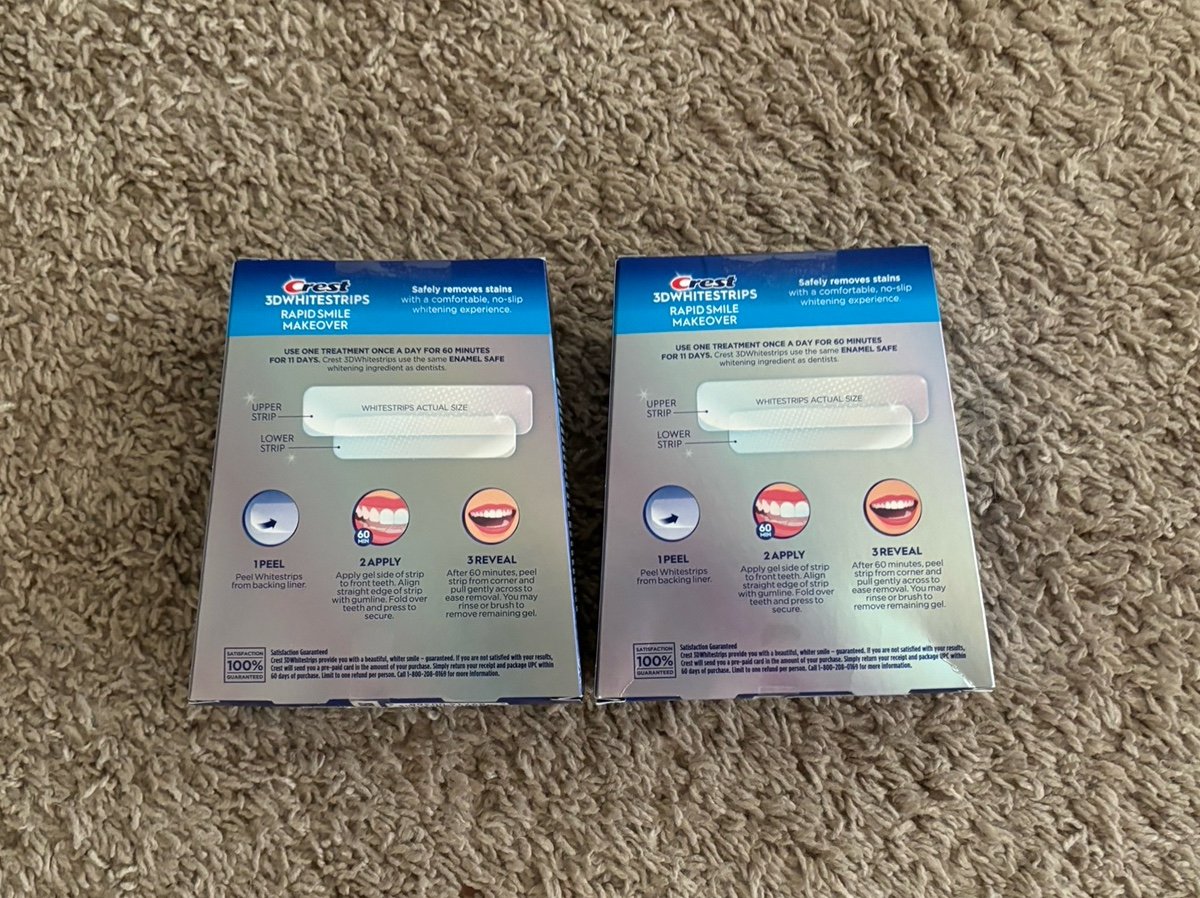 Crest
3DWHITESTRIPS
RAPID SMILE
MAKEOVER
Safely removes stains
with a comfortable, no-slip
whitening experience.
USE ONE TREATMENT ONCE A DAY FOR 60 MINUTES
FOR 11 DAYS. Crest 3DWhitestrips use the same ENAMEL SAFE
whitening ingredient as dentists.
UPPER
STRIP
WHITESTRIPS ACTUAL SIZE
LOWER
STRIP
60
MIN
1 PEEL
Peel Whitestrips
from backing liner.
2 APPLY
Apply gel side of strip
to front teeth. Align
straight edge of strip
with gumline. Fold over
teeth and press to
secure.
3 REVEAL
After 60 minutes, peel
strip from corner and
pull gently across to
ease removal. You may
rinse or brush to
remove remaining gel.
SATISFACTION
100%
GUARANTEED
Satisfaction Guaranteed
Crest 3DWhitestrips provide you with a beautiful, whiter smile – guaranteed. If you are not satisfied with your results,
Crest will send you a pre-paid card in the amount of your purchase. Simply return your receipt and package UPC within
60 days of purchase. Limit to one refund per person. Call 1-800-208-0169 for more information.
Crest
3DWHITESTRIPS
RAPID SMILE
MAKEOVER
Safely removes stains
with a comfortable, no-slip
whitening experience.
USE ONE TREATMENT ONCE A DAY FOR 60 MINUTES
FOR 11 DAYS. Crest 3DWhitestrips use the same ENAMEL SAFE
whitening ingredient as dentists.
UPPER
STRIP
WHITESTRIPS ACTUAL SIZE
LOWER
STRIP
60
MIN
1 PEEL
Peel Whitestrips
from backing liner.
2 APPLY
Apply gel side of strip
to front teeth. Align
straight edge of strip
with gumline. Fold over
teeth and press to
secure.
3 REVEAL
After 60 minutes, peel
strip from corner and
pull gently across to
ease removal. You may
rinse or brush to
remove remaining gel.
SATISFACTION
100%
GUARANTEED
Satisfaction Guaranteed
Crest 3DWhitestrips provide you with a beautiful, whiter smile – guaranteed. If you are not satisfied with your results,
Crest will send you a pre-paid card in the amount of your purchase. Simply return your receipt and package UPC within
60 days of purchase. Limit to one refund per person. Call 1-800-208-0169 for more information.